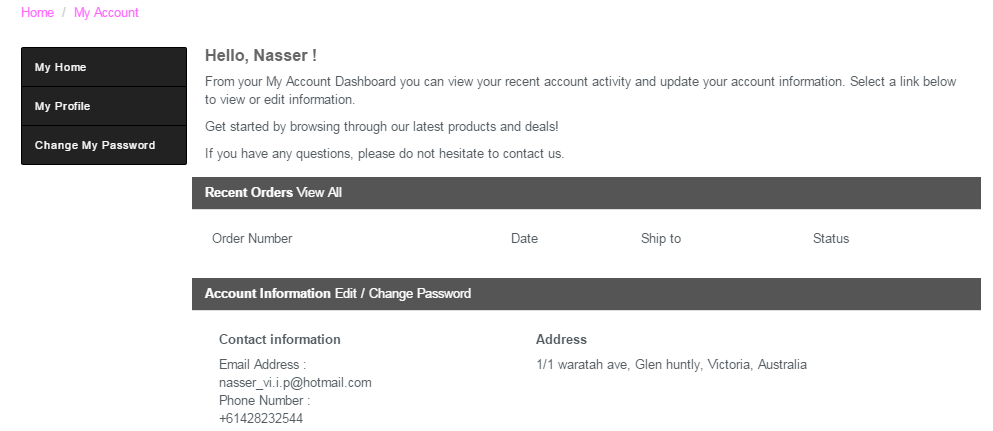 Home / My Account
My Home
My Profile
Change My Password
Hello, Nasser !
From your My Account Dashboard you can view your recent account activity and update your account information. Select a link below
to view or edit information.
Get started by browsing through our latest products and deals!
If you have any questions, please do not hesitate to contact us.
Recent Orders View All
Order Number Date Ship to Status
Account Information Edit / Change Password
Contact information
Email Address :
nasser_vi.i.p@hotmail.com
Phone Number :
+61428232544
Address
1/1 waratah ave, Glen huntly, Victoria, Australia